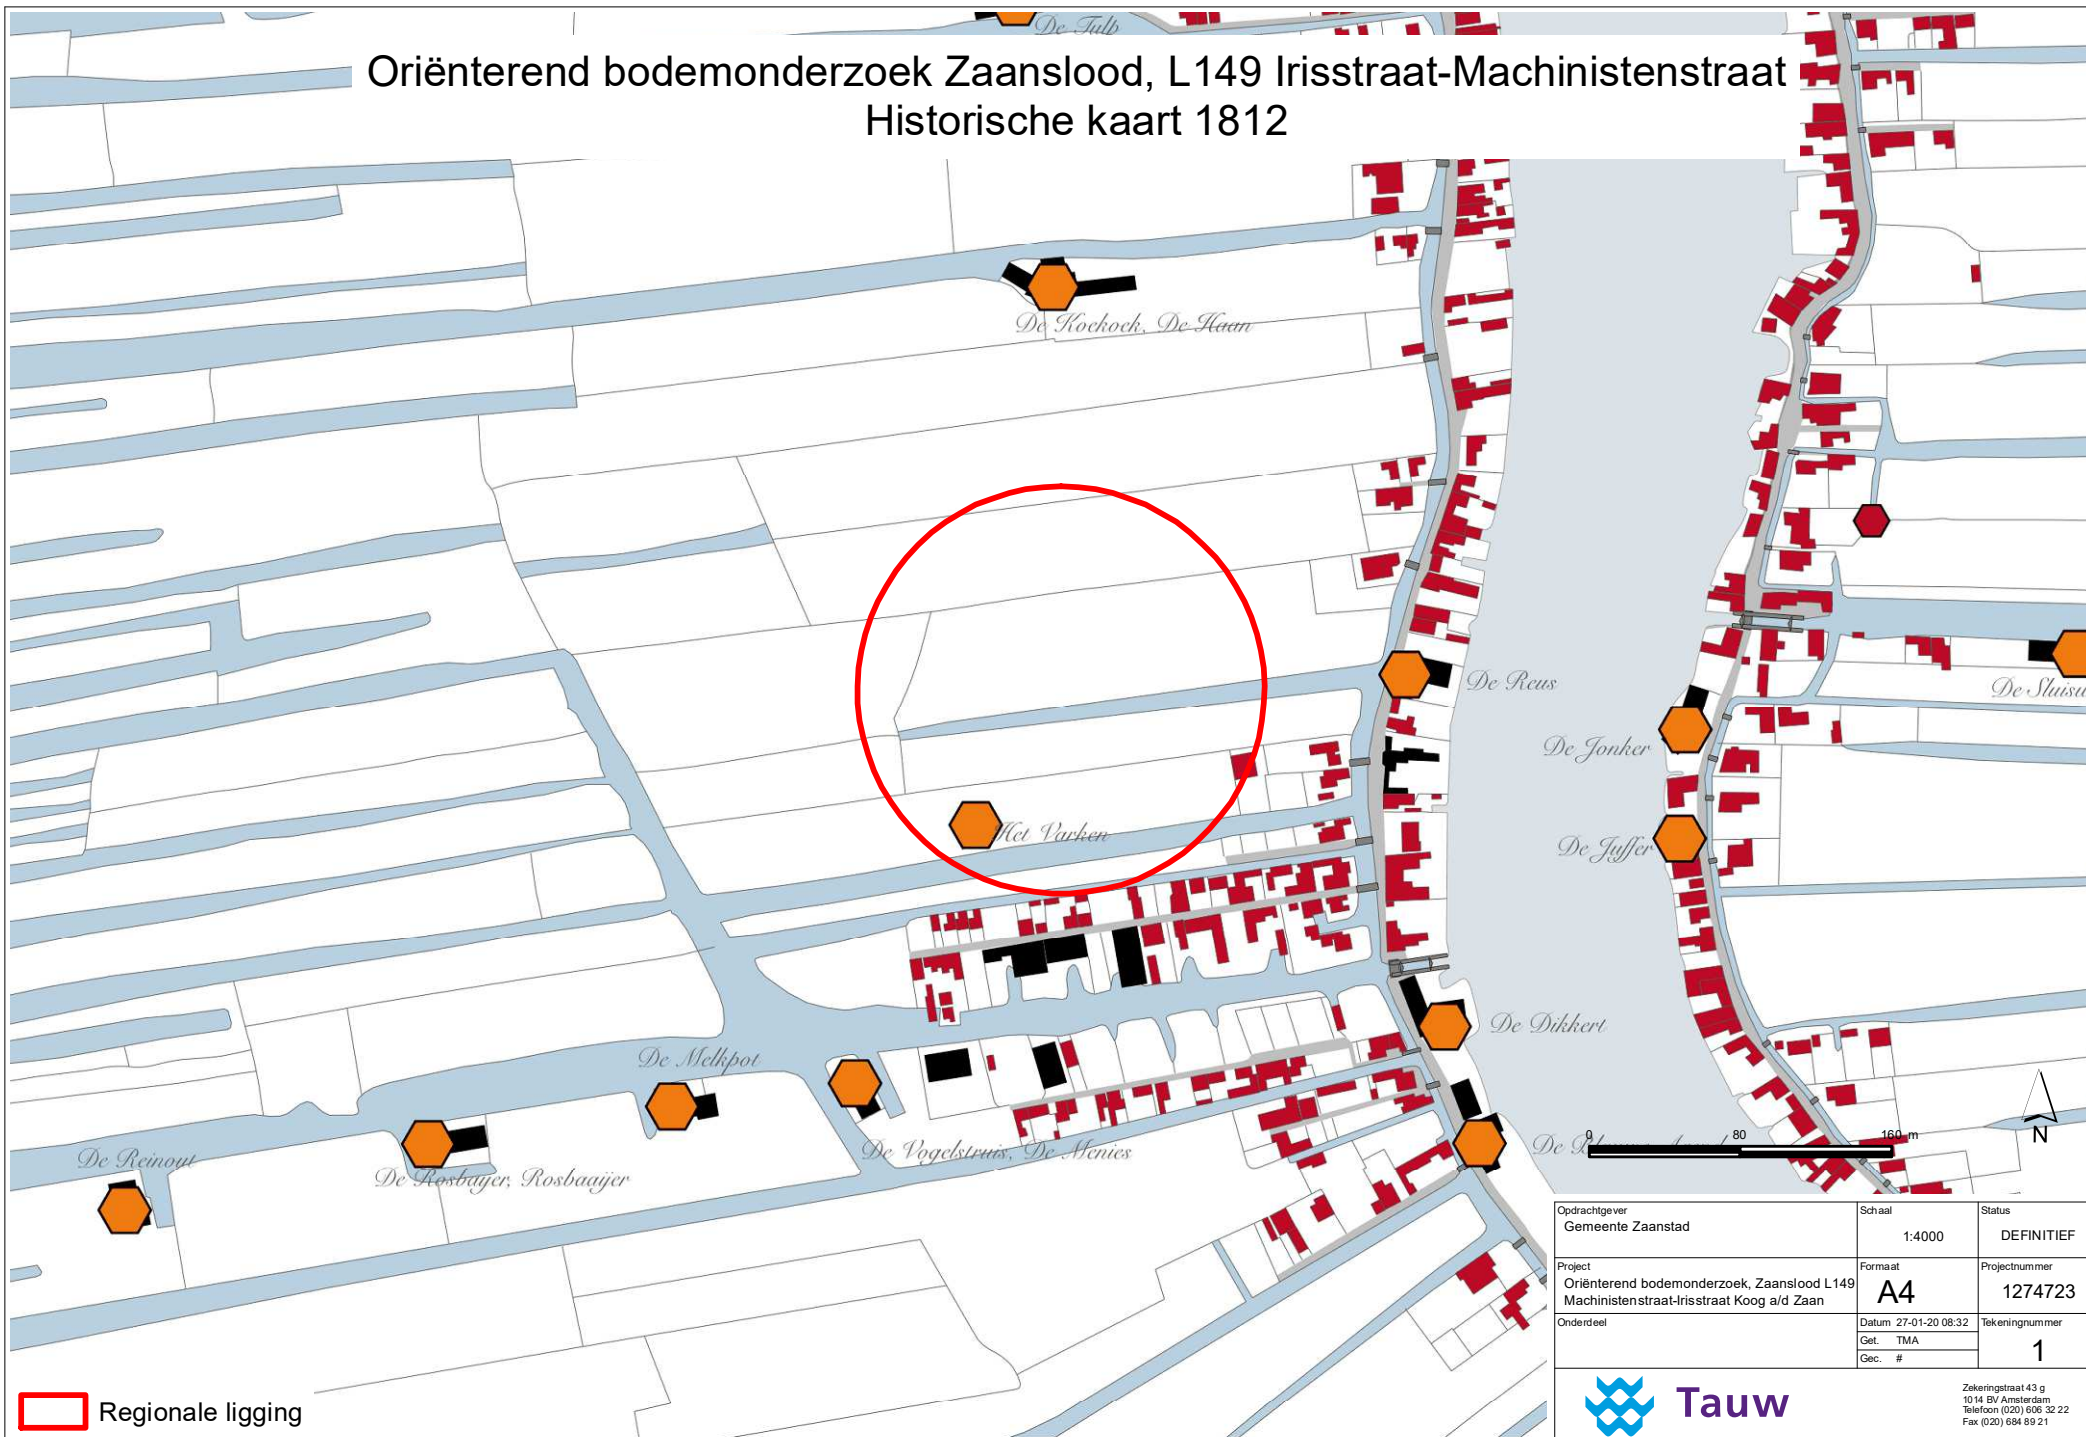 De Tulp
Oriënterend bodemonderzoek Zaanslood, L149 Irisstraat-Machinistenstraat
Historische kaart 1812
De Koekoek, De Haan
De Reus
De Sluisw
De Jonker
Het Varken
De Juffer
De Dikkert
De Melkpot
De Vogelstruis, De Menies
De
0 80 160 m
N
De Reinout
De Rosbayer, Rosbaaijer
Opdrachtgever
Gemeente Zaanstad
Schaal
1:4000
Status
DEFINITIEF
Project
Oriënterend bodemonderzoek, Zaanslood L149
Machinistenstraat-Irisstraat Koog a/d Zaan
Formaat
A4
Projectnummer
1274723
Onderdeel
Datum 27-01-20 08:32
Get. TMA
Gec. #
Tekeningnummer
1
Regionale ligging
Tauw
Zekeringstraat 43 g
1014 BV Amsterdam
Telefoon (020) 606 32 22
Fax (020) 684 89 21